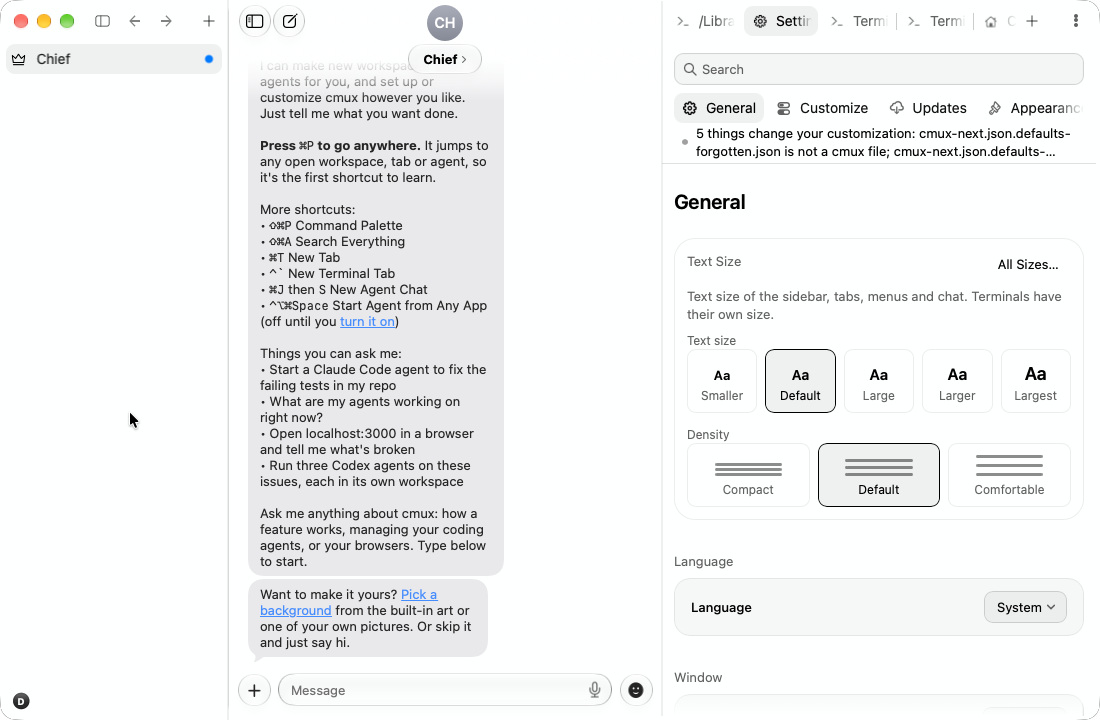 Chief
CH
Chief
I can make new
agents for you, and set up or
customize cmux however you like.
Just tell me what you want done.
Press ⌘P to go anywhere. It jumps to
any open workspace, tab or agent, so
it's the first shortcut to learn.
More shortcuts:
• ⇧⌘P Command Palette
• ⇧⌘A Search Everything
• ⌘T New Tab
• ^` New Terminal Tab
• ⌘J then S New Agent Chat
• ^⌥⌘Space Start Agent from Any App
(off until you turn it on)
Things you can ask me:
• Start a Claude Code agent to fix the
failing tests in my repo
• What are my agents working on
right now?
• Open localhost:3000 in a browser
and tell me what's broken
• Run three Codex agents on these
issues, each in its own workspace
Ask me anything about cmux: how a
feature works, managing your coding
agents, or your browsers. Type below
to start.
Want to make it yours? Pick a
background from the built-in art or
one of your own pictures. Or skip it
and just say hi.
Message
D
/Libra Settin Termi Termi C
Search
General Customize Updates Appearanc
5 things change your customization: cmux-next.json.defaults-
forgotten.json is not a cmux file; cmux-next.json.defaults-...
General
Text Size
All Sizes...
Text size of the sidebar, tabs, menus and chat. Terminals have
their own size.
Text size
Aa Aa Aa Aa Aa
Smaller Default Large Larger Largest
Density
Compact Default Comfortable
Language
Language System
Window